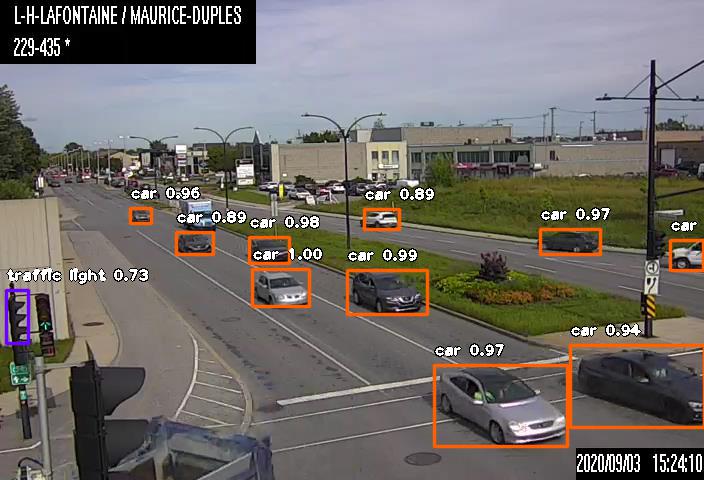 L-H-LAFONTAINE / MAURICE-DUPLES
229-435 *
car 0.96
car 0.89
car 0.89
car 0.98
car 0.97
car
car 1.00
car 0.99
traffic light 0.73
car 0.94
car 0.97
2020/09/03 15:24:10